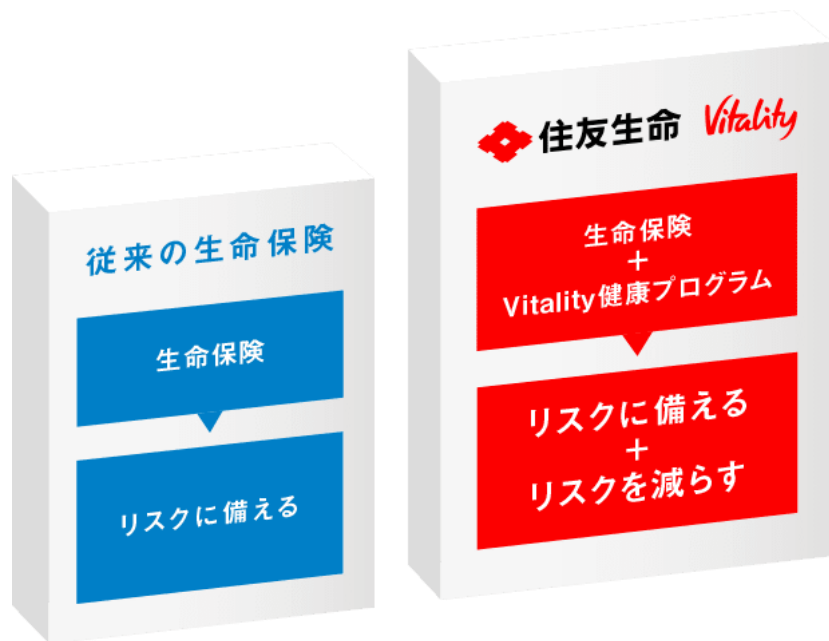 従来の生命保険
生命保険
リスクに備える
住友生命 Vitality
生命保険
+
Vitality健康プログラム
リスクに備える
+
リスクを減らす